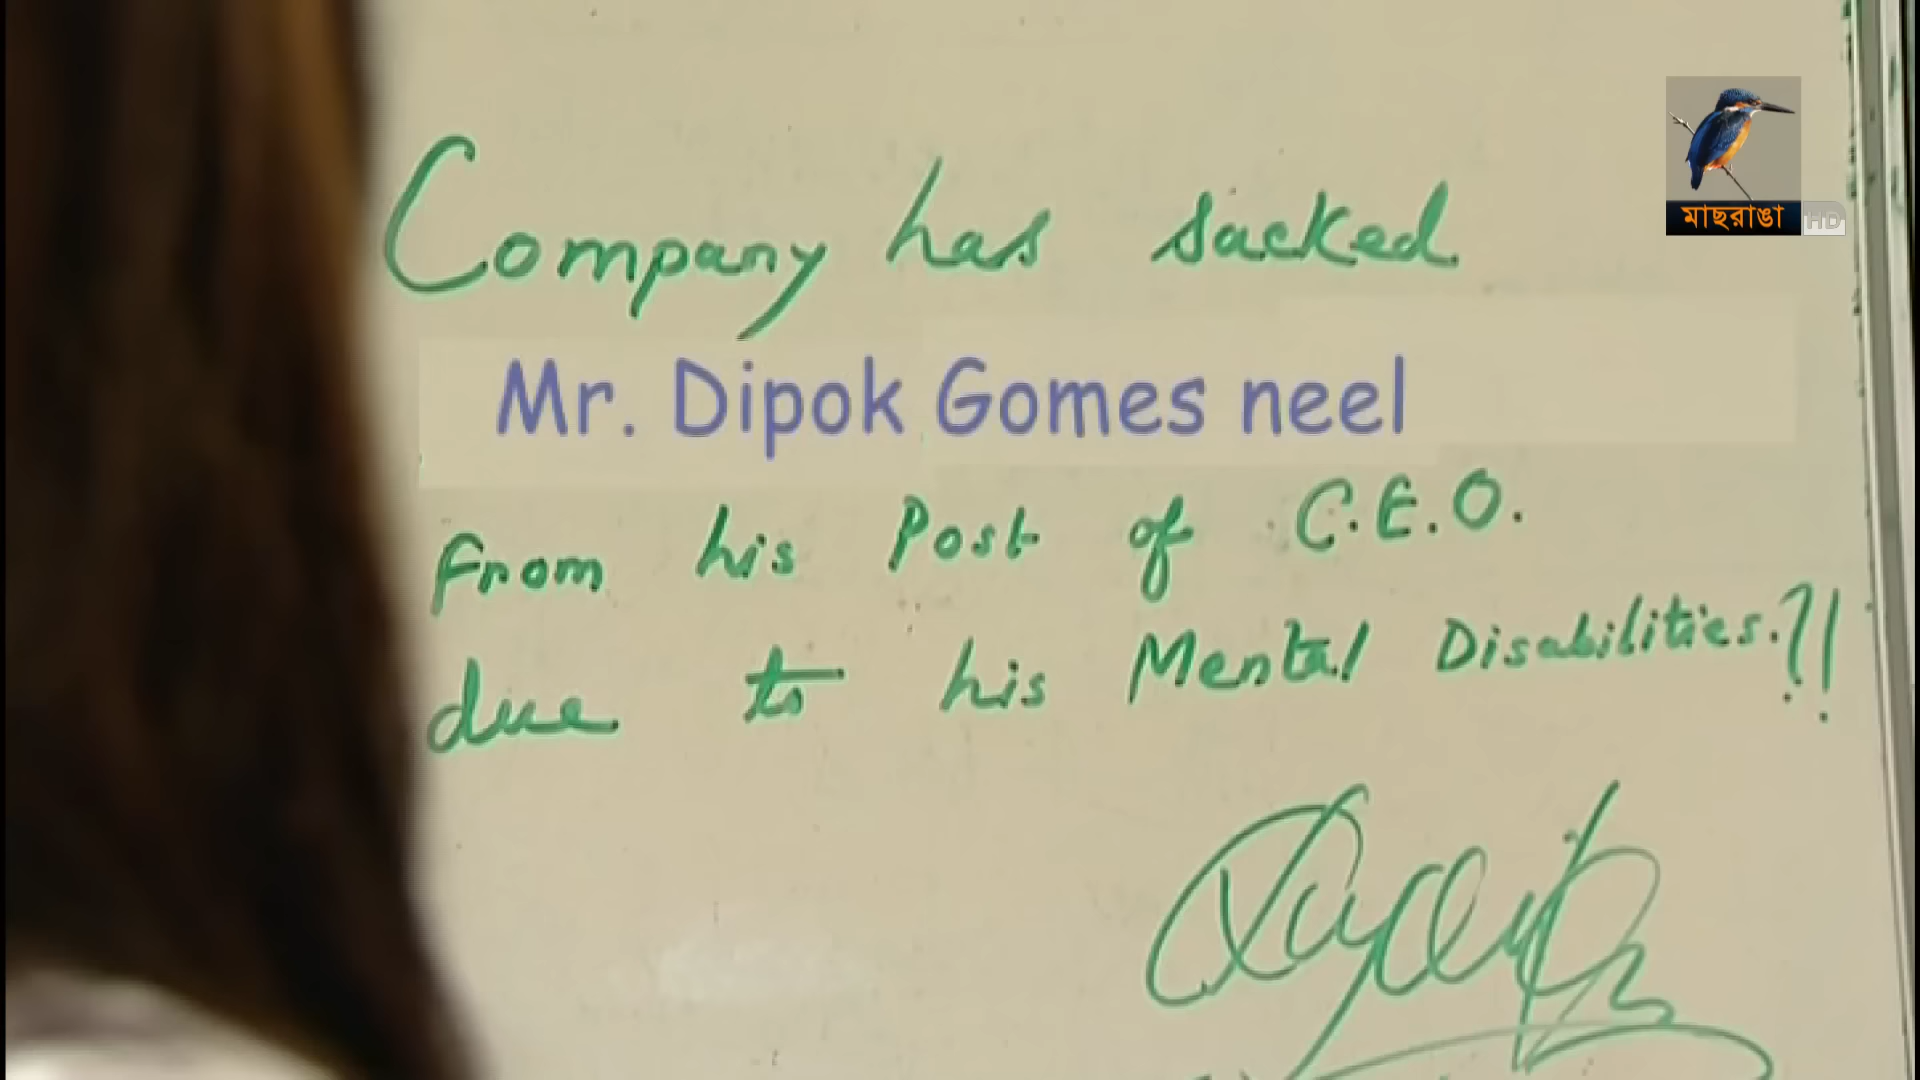 মাছরাঙা HD
Company has sacked
Mr. Dipok Gomes neel
From his Post of C.E.O.
due to his Mental Disabilities.?!